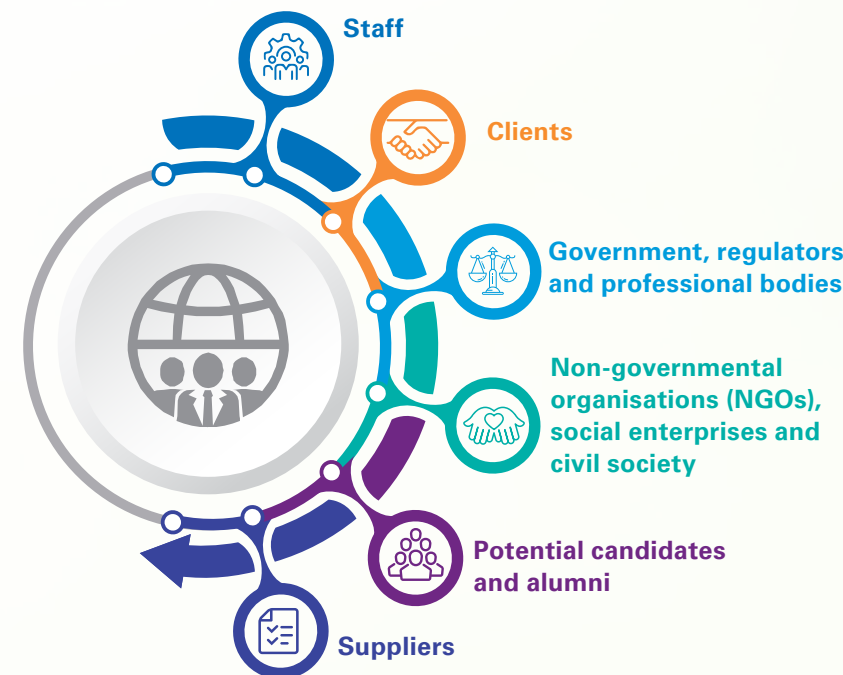 Staff
Clients
Government, regulators
and professional bodies
Non-governmental
organisations (NGOs),
social enterprises and
civil society
Potential candidates
and alumni
Suppliers